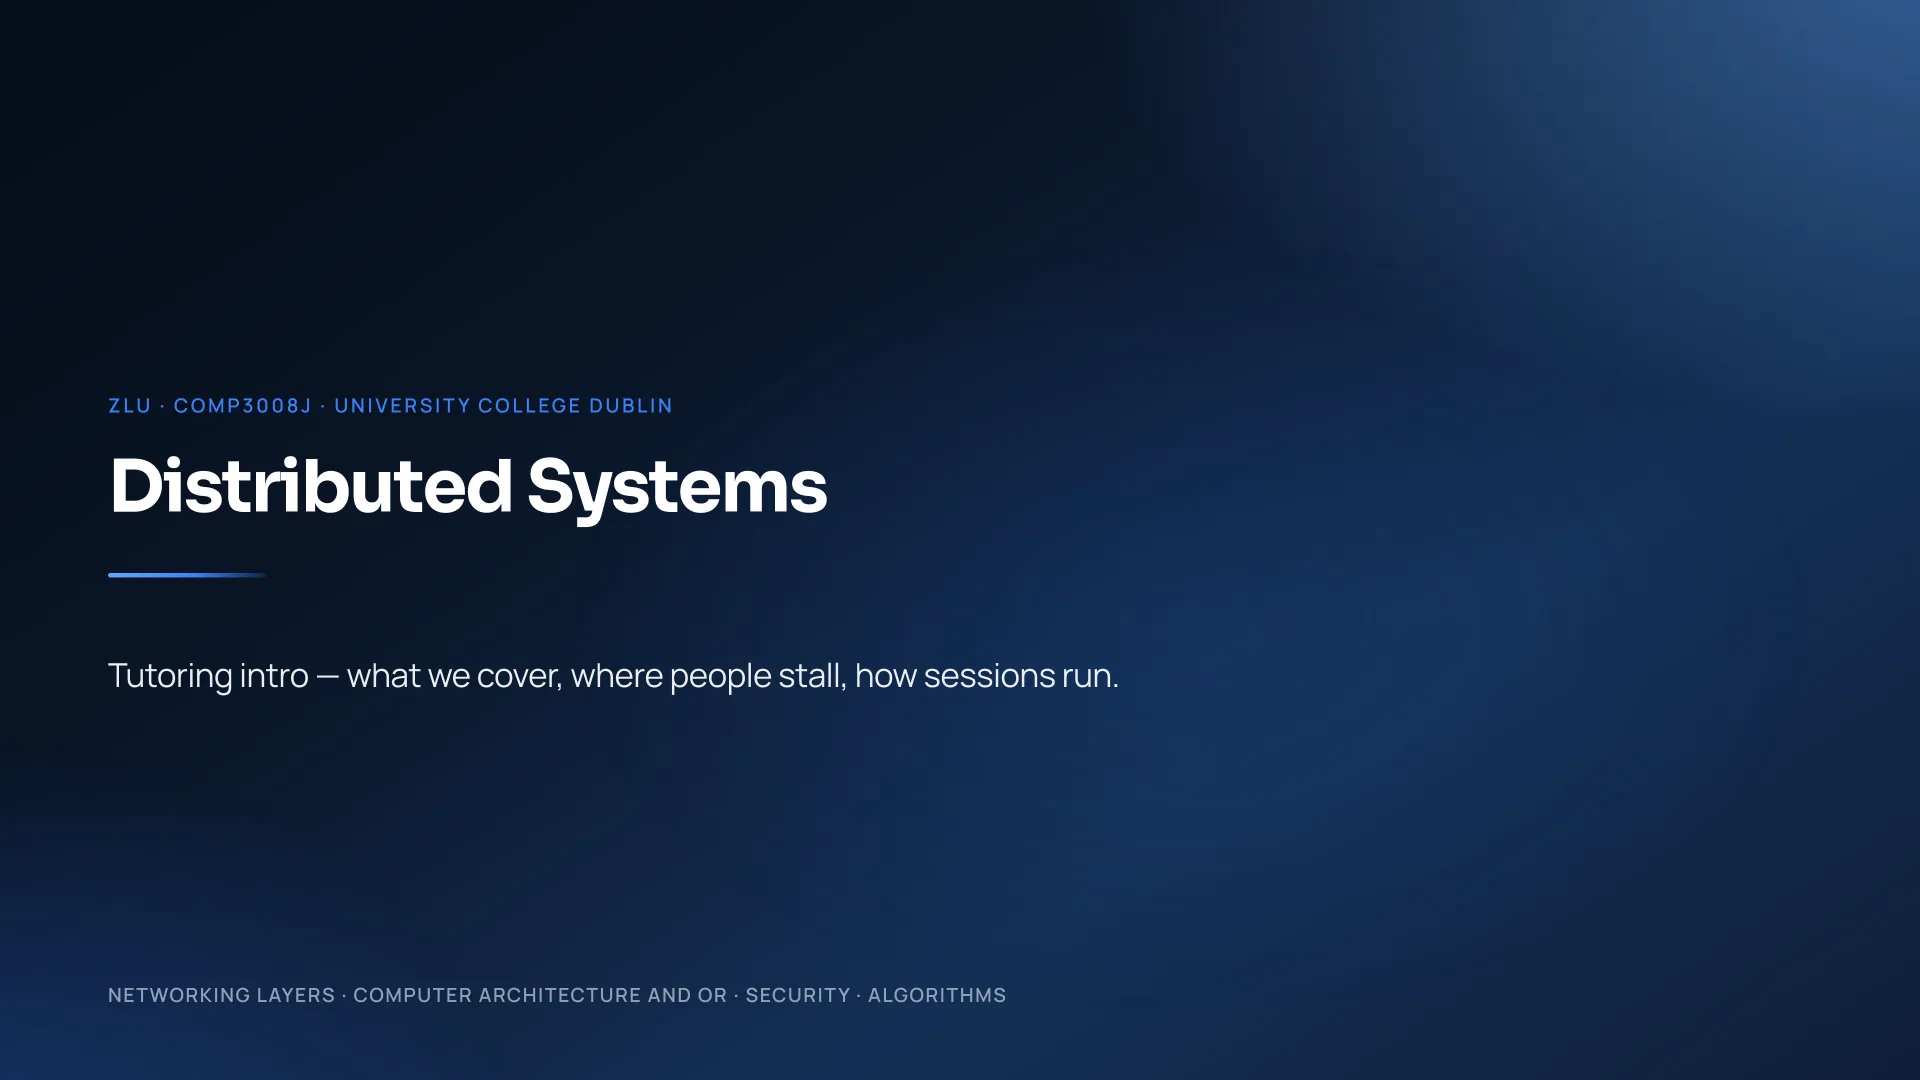 ZLU · COMP3008J · UNIVERSITY COLLEGE DUBLIN
Distributed Systems
Tutoring intro — what we cover, where people stall, how sessions run.
NETWORKING LAYERS · COMPUTER ARCHITECTURE AND OR · SECURITY · ALGORITHMS